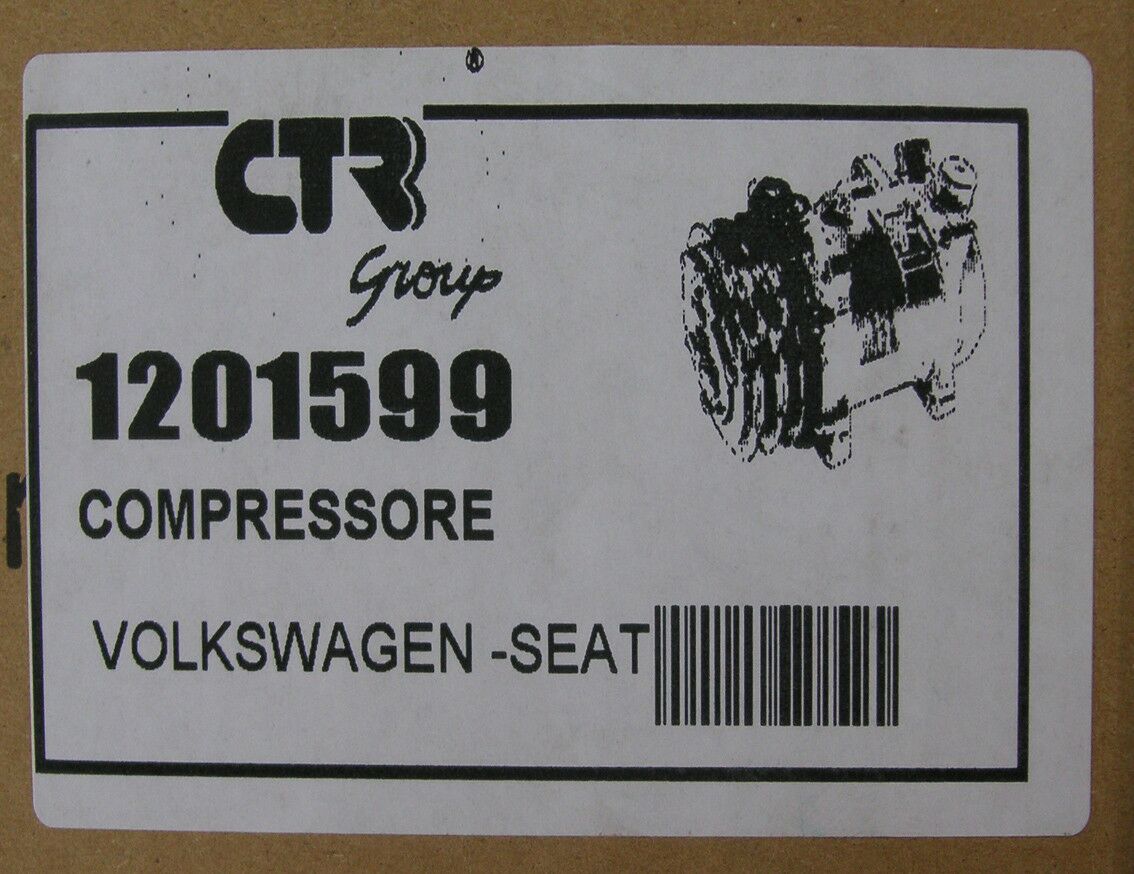 CTR
Group
1201599
COMPRESSORE
VOLKSWAGEN -SEAT